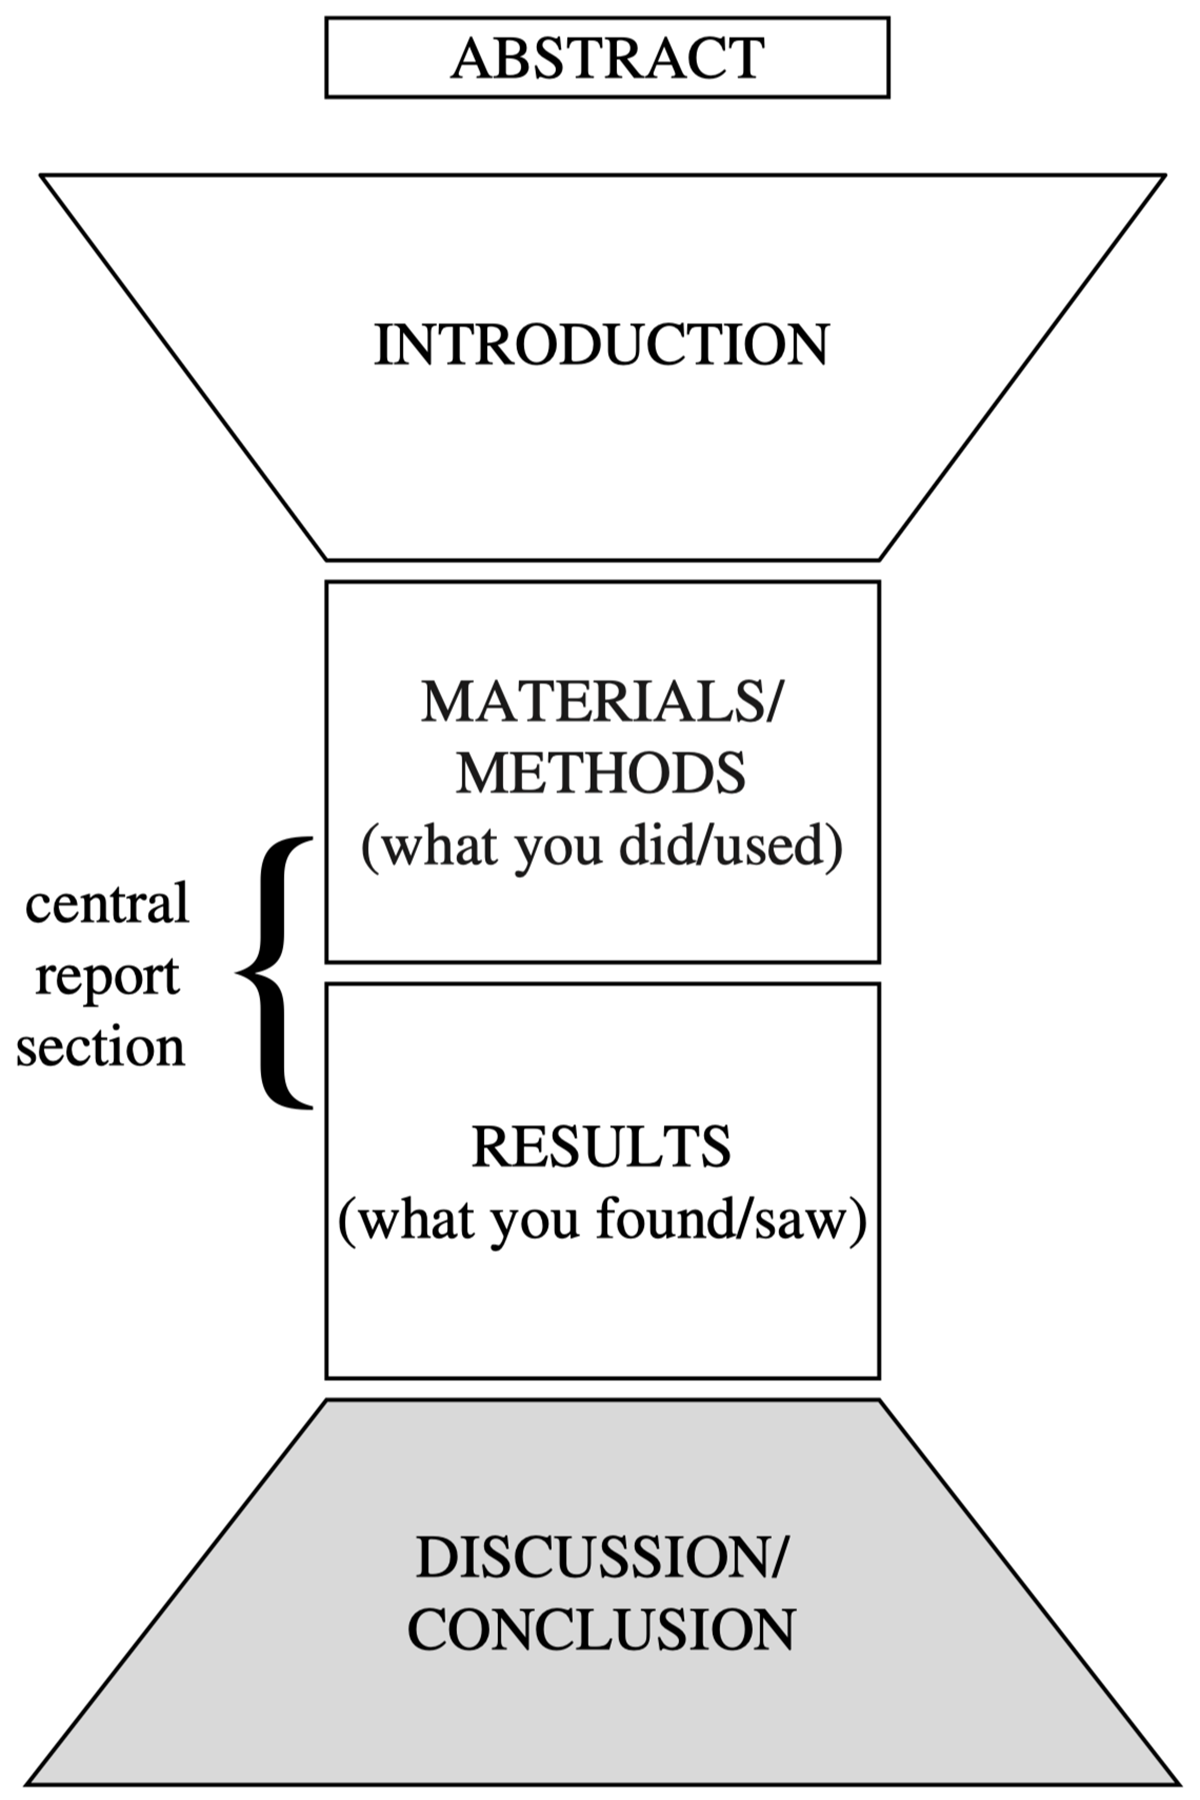 ABSTRACT
INTRODUCTION
MATERIALS/
METHODS
(what you did/used)
central
report
section
RESULTS
(what you found/saw)
DISCUSSION/
CONCLUSION